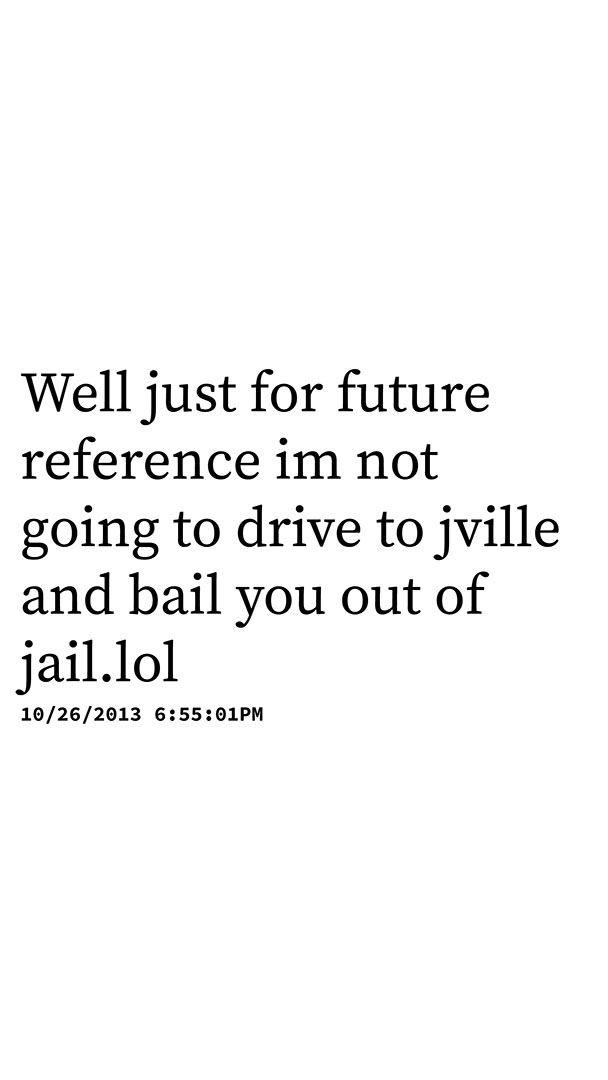 Well just for future
reference im not
going to drive to jville
and bail you out of
jail.lol
10/26/2013 6:55:01PM